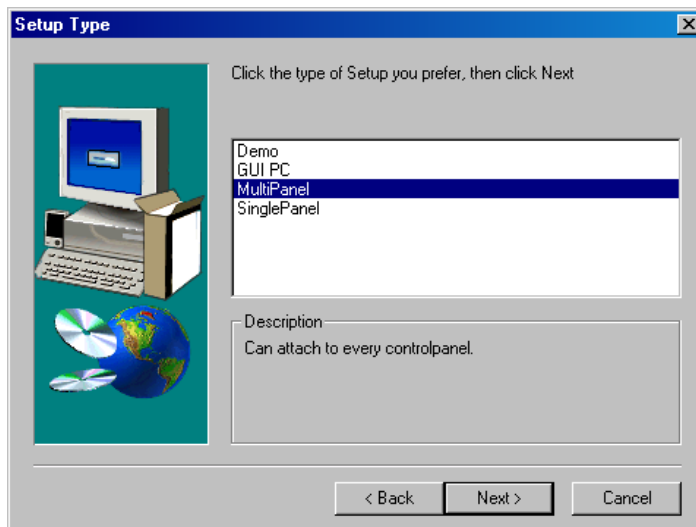 Setup Type
Click the type of Setup you prefer, then click Next
Demo
GUI PC
MultiPanel
SinglePanel
Description
Can attach to every controlpanel.
< Back
Next >
Cancel